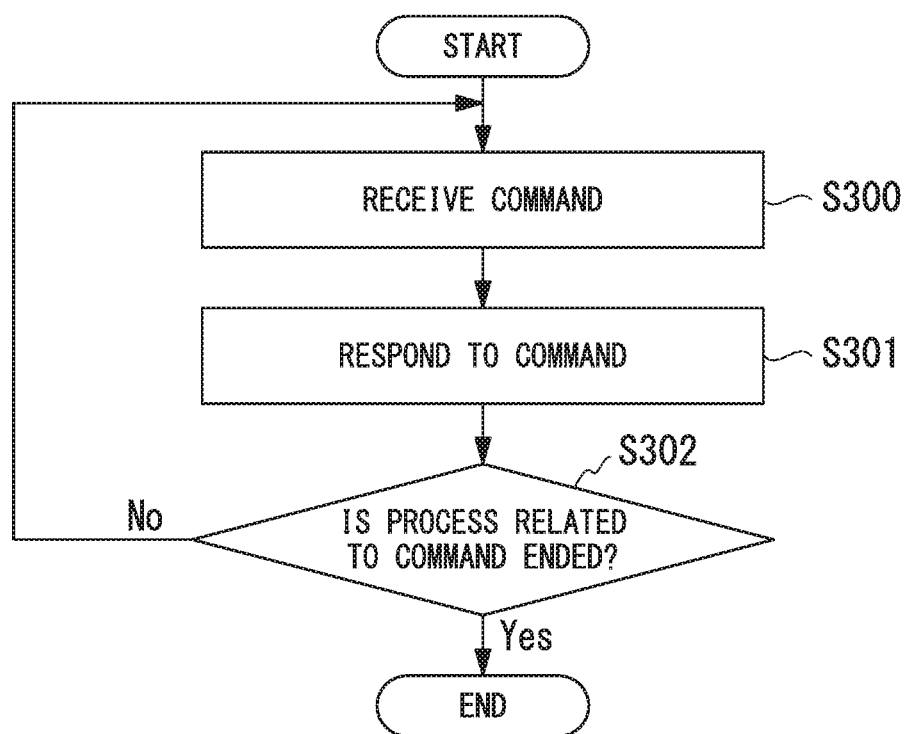 START
RECEIVE COMMAND
S300
RESPOND TO COMMAND
S301
S302
IS PROCESS RELATED
TO COMMAND ENDED?
No
Yes
END